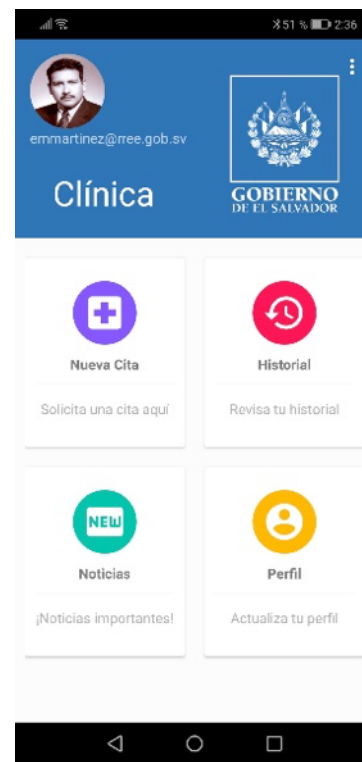 51 % 2:36
emmartinez@rree.gob.sv
Clínica
GOBIERNO
DE EL SALVADOR
Nueva Cita
Historial
Solicita una cita aquí
Revisa tu historial
NEW
Noticias
Perfil
¡Noticias importantes!
Actualiza tu perfil